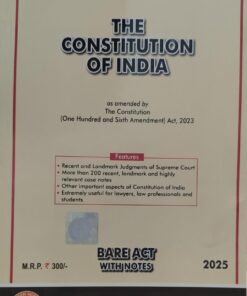 THE
CONSTITUTION
OF INDIA
as amended by
The Constitution
(One Hundred and Sixth Amendment) Act, 2023
Features
• Recent and Landmark Judgments of Supreme Court
• More than 200 recent, landmark and highly
relevant case notes
• Other important aspects of Constitution of India
• Extremely useful for lawyers, law professionals and
students
BARE ACT
WITH NOTES
M.R.P. ₹ 300/-
2025